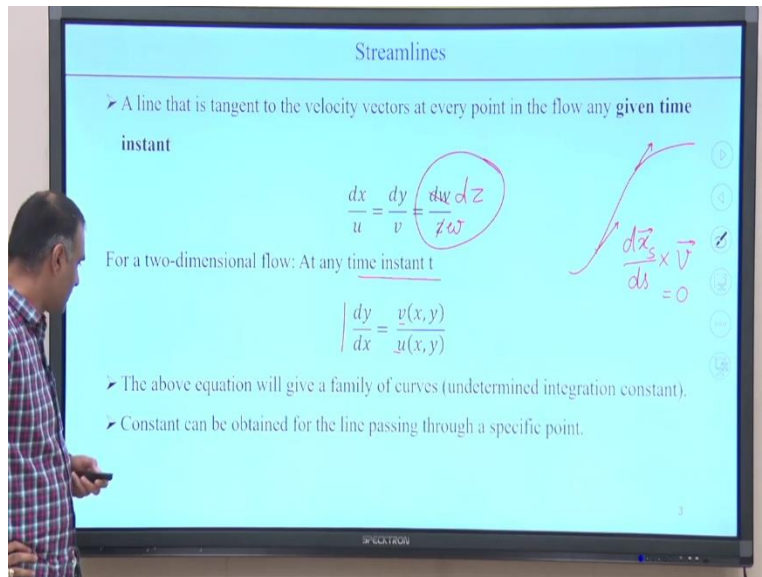 Streamlines
➤ A line that is tangent to the velocity vectors at every point in the flow any given time
instant
dx/u = dy/v = dw/z dz/w
dx⃗s/ds × V⃗
= 0
For a two-dimensional flow: At any time instant t
dy/dx = v(x, y)/u(x, y)
➤ The above equation will give a family of curves (undetermined integration constant).
➤ Constant can be obtained for the line passing through a specific point.
3
SPECKTRON